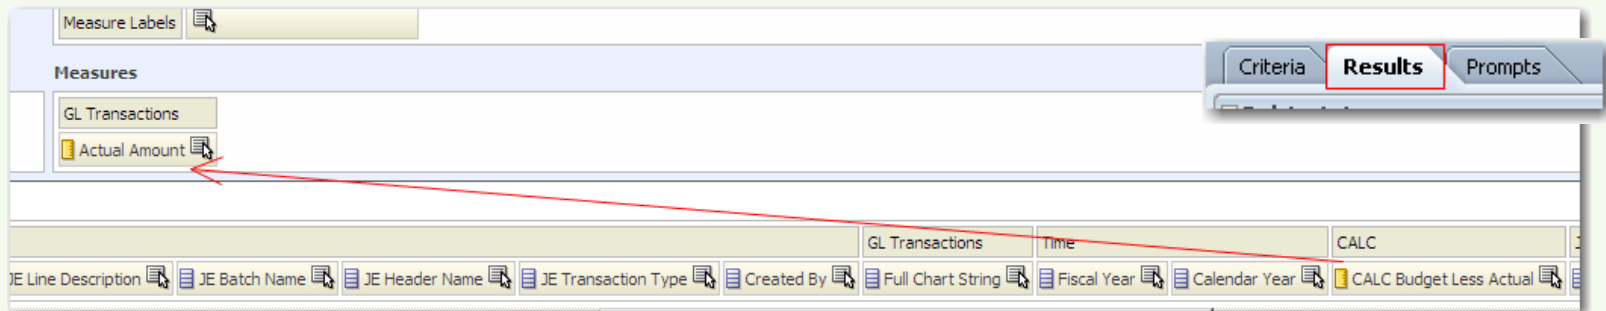 Measure Labels
Criteria Results Prompts
Measures
GL Transactions
Actual Amount
GL Transactions Time CALC
JE Line Description JE Batch Name JE Header Name JE Transaction Type Created By Full Chart String Fiscal Year Calendar Year CALC Budget Less Actual